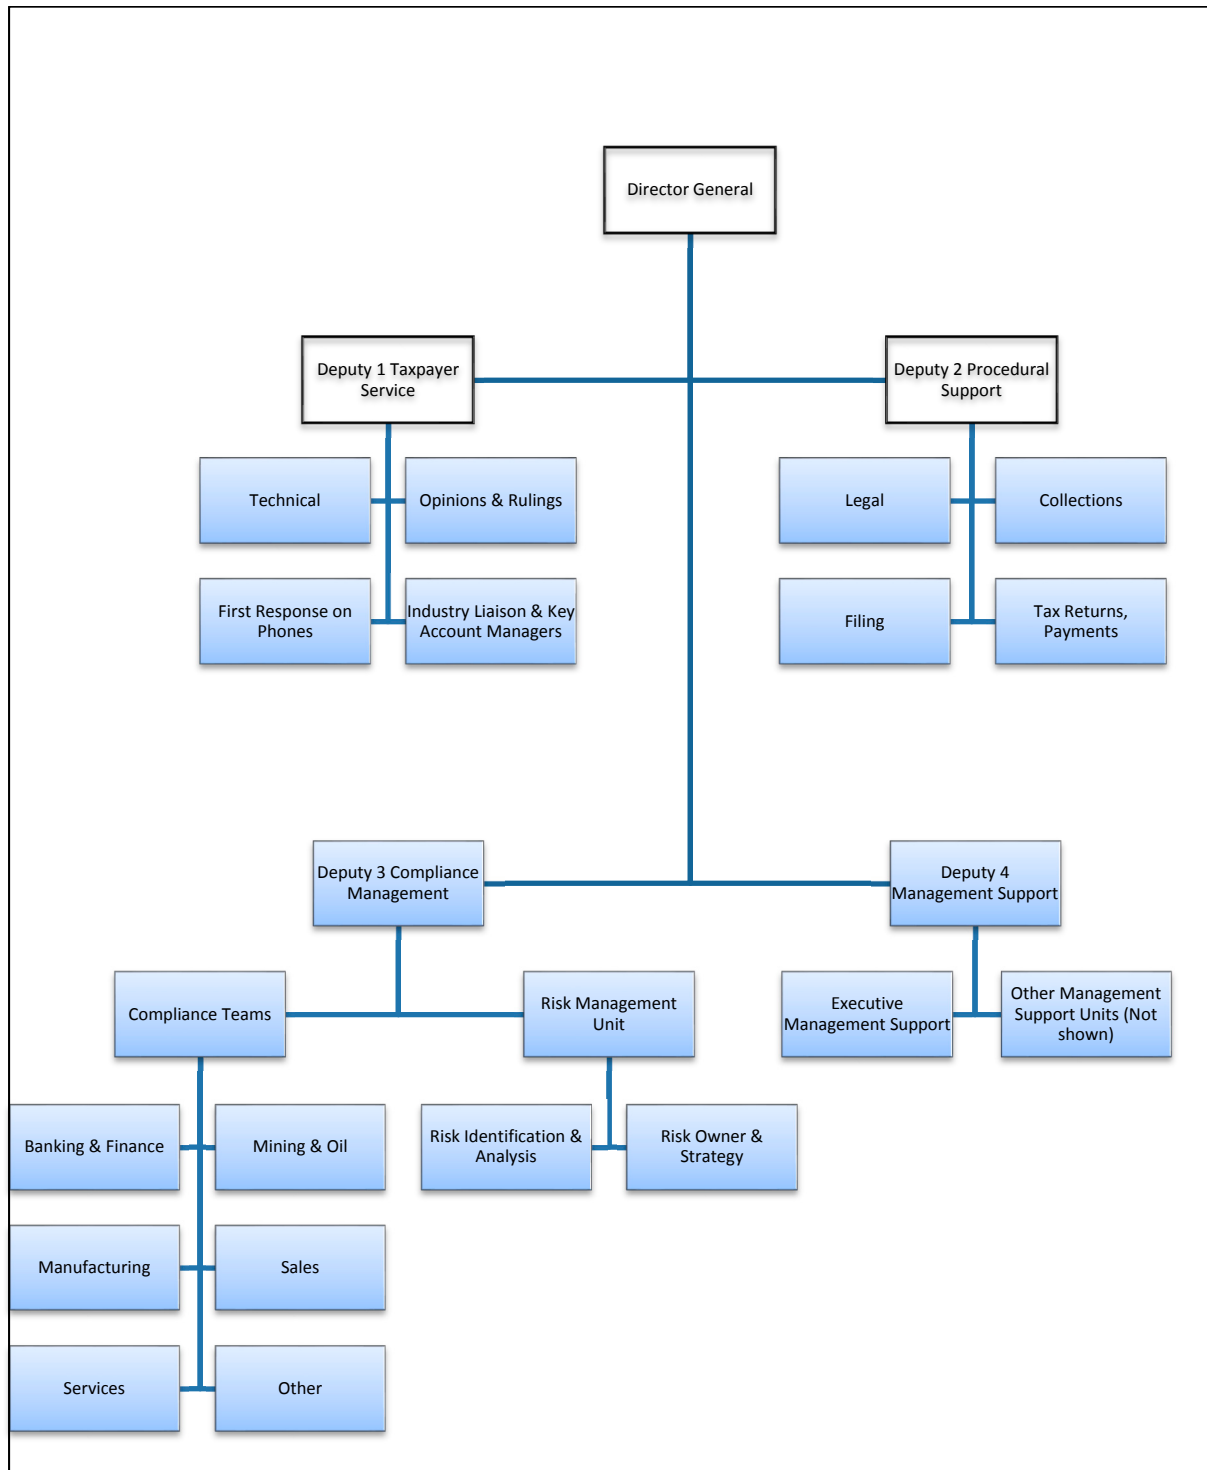 Director General
Deputy 1 Taxpayer
Service
Deputy 2 Procedural
Support
Technical
Opinions & Rulings
Legal
Collections
First Response on
Phones
Industry Liaison & Key
Account Managers
Filing
Tax Returns,
Payments
Deputy 3 Compliance
Management
Deputy 4
Management Support
Compliance Teams
Risk Management
Unit
Executive
Management Support
Other Management
Support Units (Not
shown)
Banking & Finance
Mining & Oil
Risk Identification &
Analysis
Risk Owner &
Strategy
Manufacturing
Sales
Services
Other